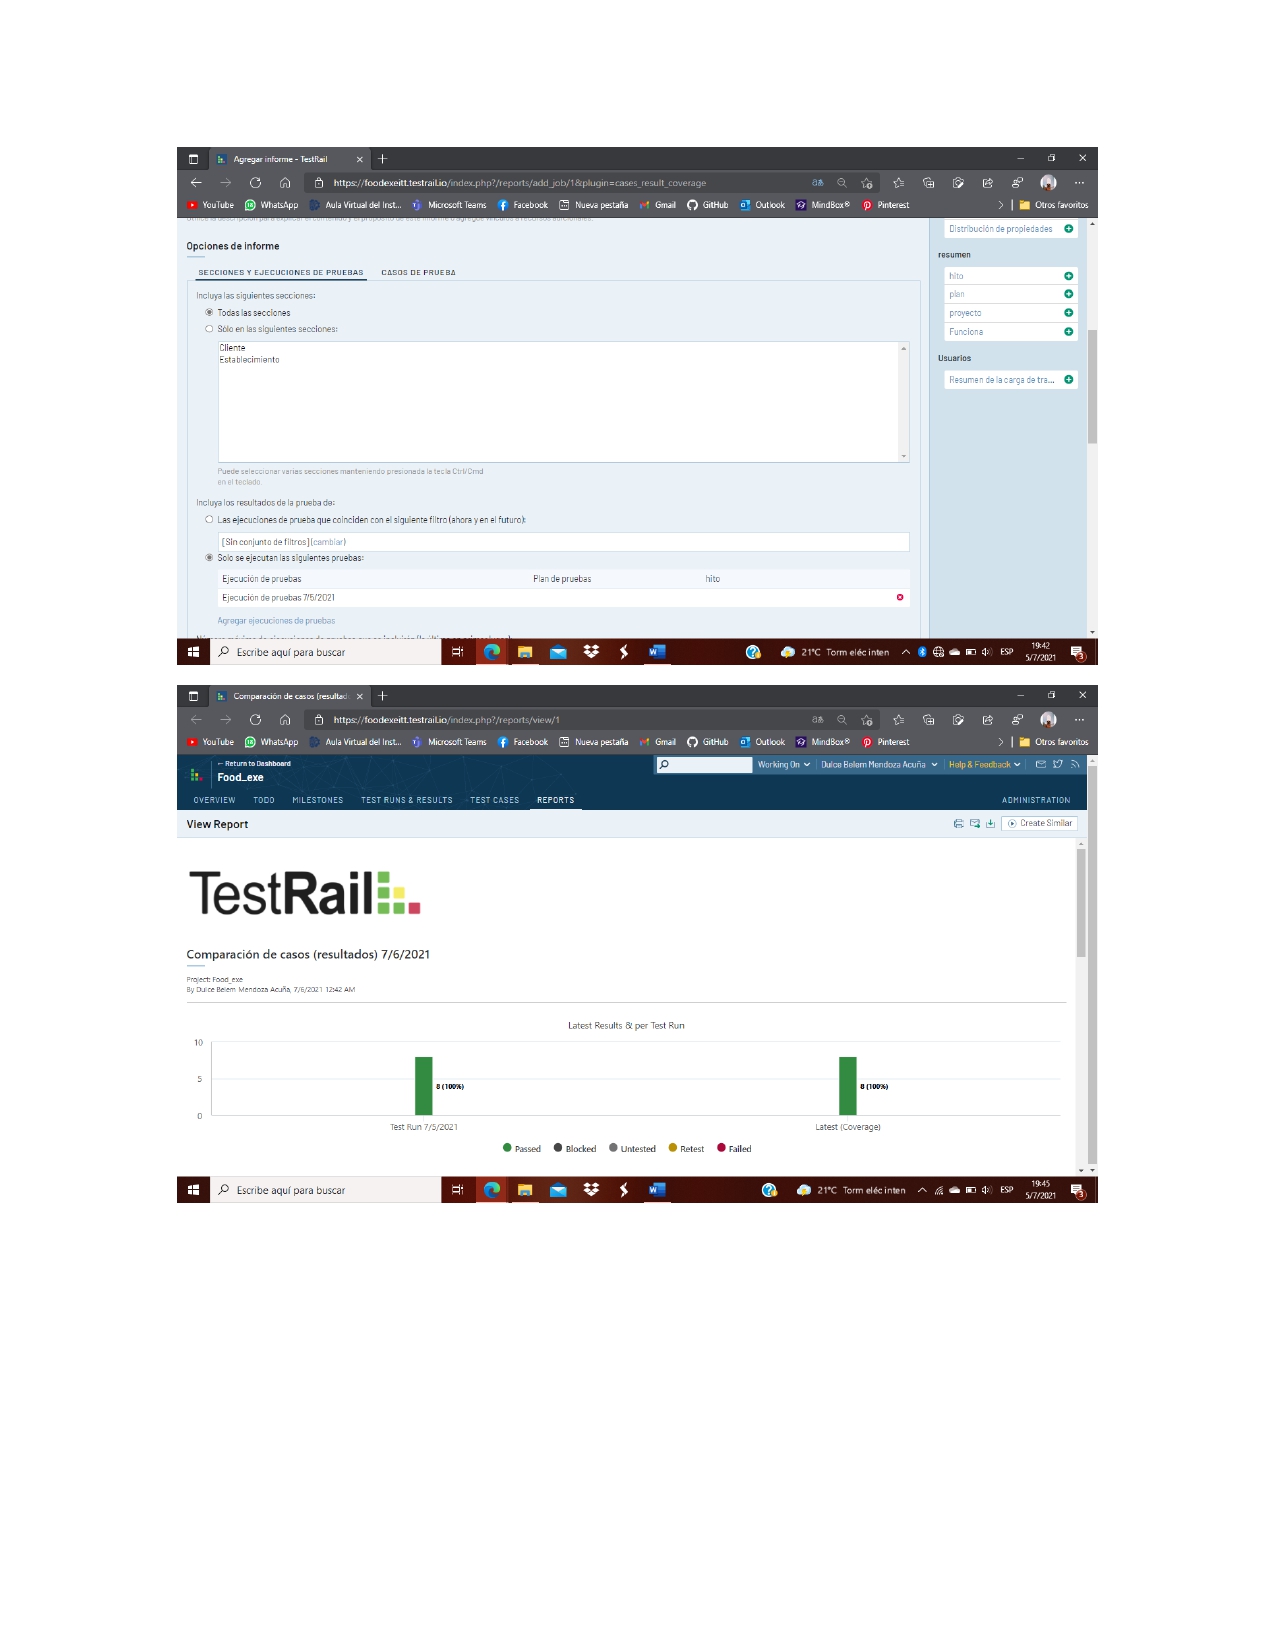 Agregar informe - TestRail
https://foodexeitt.testrail.io/index.php?/reports/add_job/1&plugin=cases_result_coverage
YouTube WhatsApp Aula Virtual del Inst... Microsoft Teams Facebook Nueva pestaña Gmail GitHub Outlook MindBox® Pinterest Otros favoritos
Opciones de informe
SECCIONES Y EJECUCIONES DE PRUEBAS CASOS DE PRUEBA
Incluya las siguientes secciones:
Todas las secciones
Sólo en las siguientes secciones:
Cliente
Establecimiento
Puede seleccionar varias secciones manteniendo presionada la tecla Ctrl/Cmd
en el teclado.
Incluya los resultados de la prueba de:
Las ejecuciones de prueba que coinciden con el siguiente filtro (ahora y en el futuro):
[Sin conjunto de filtros](cambiar)
Solo se ejecutan las siguientes pruebas:
Ejecución de pruebas Plan de pruebas hito
Ejecución de pruebas 7/5/2021
Agregar ejecuciones de pruebas
Distribución de propiedades
resumen
hito
plan
proyecto
Funciona
Usuarios
Resumen de la carga de tra...
Escribe aquí para buscar
21°C Torm eléc inten
ESP
19:42
5/7/2021
3
Comparación de casos (resultad
https://foodexeitt.testrail.io/index.php?/reports/view/1
YouTube WhatsApp Aula Virtual del Inst... Microsoft Teams Facebook Nueva pestaña Gmail GitHub Outlook MindBox® Pinterest Otros favoritos
← Return to Dashboard
Food_exe
Working On Dulce Belem Mendoza Acuña Help & Feedback
OVERVIEW TODO MILESTONES TEST RUNS & RESULTS TEST CASES REPORTS ADMINISTRATION
View Report
Create Similar
TestRail
Comparación de casos (resultados) 7/6/2021
Project: Food_exe
By Dulce Belem Mendoza Acuña, 7/6/2021 12:42 AM
Latest Results & per Test Run
10
5
0
8 (100%)
8 (100%)
Test Run 7/5/2021
Latest (Coverage)
Passed Blocked Untested Retest Failed
Escribe aquí para buscar
21°C Torm eléc inten
ESP
19:45
5/7/2021
3